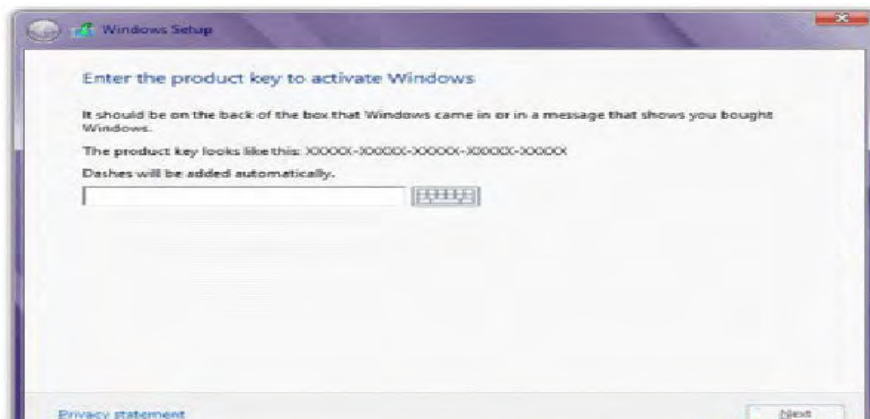 Windows Setup
Enter the product key to activate Windows
It should be on the back of the box that Windows came in or in a message that shows you bought
Windows.
The product key looks like this: XXXXX-XXXXX-XXXXX-XXXXX-XXXXX
Dashes will be added automatically.
Privacy statement
Next